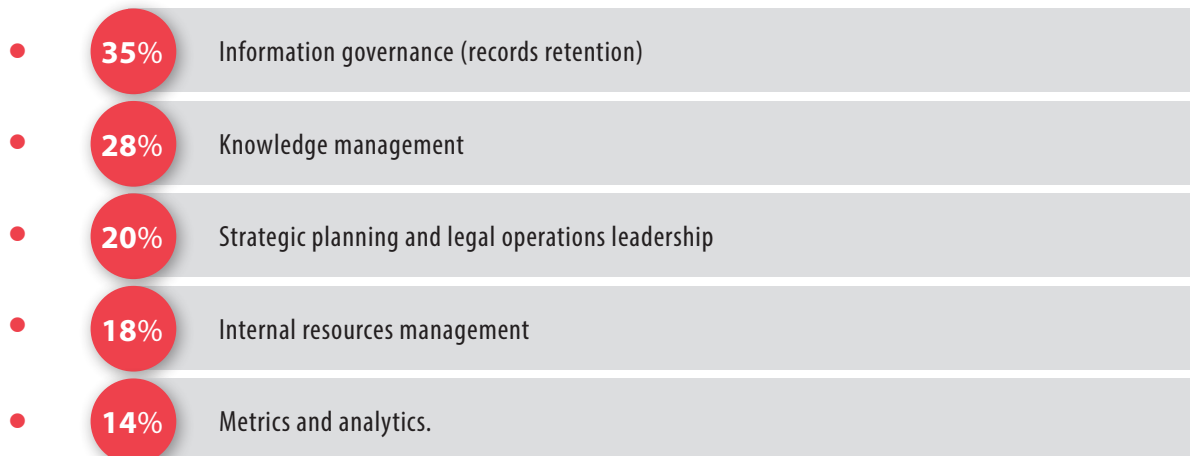 35% Information governance (records retention)
28% Knowledge management
20% Strategic planning and legal operations leadership
18% Internal resources management
14% Metrics and analytics.